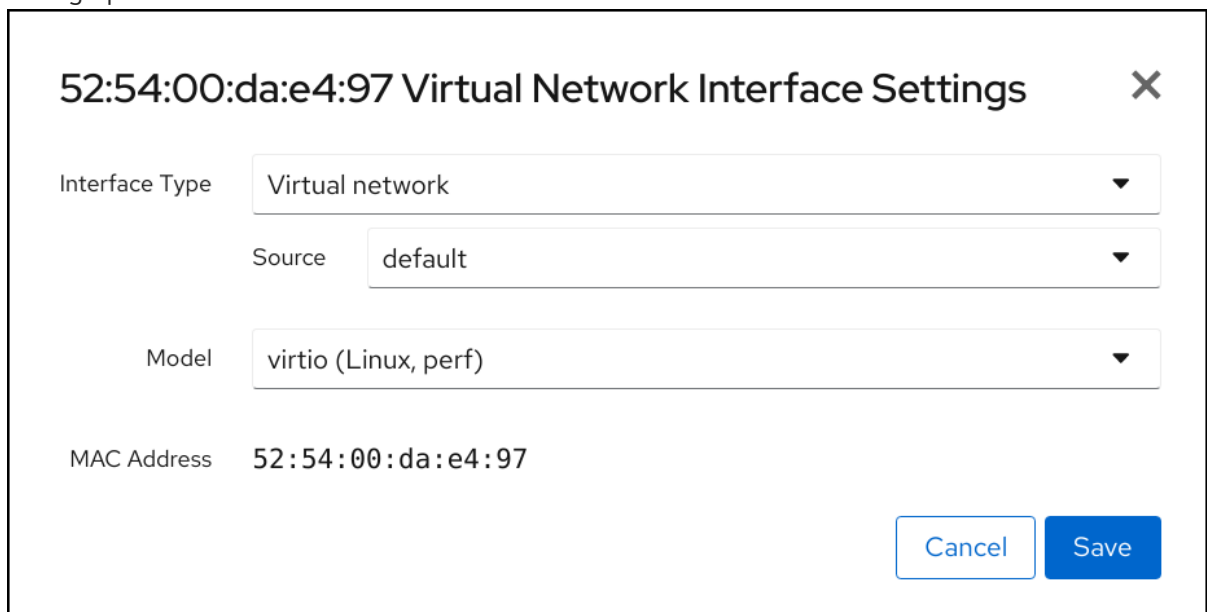 52:54:00:da:e4:97 Virtual Network Interface Settings
Interface Type Virtual network
Source default
Model virtio (Linux, perf)
MAC Address 52:54:00:da:e4:97
Cancel Save